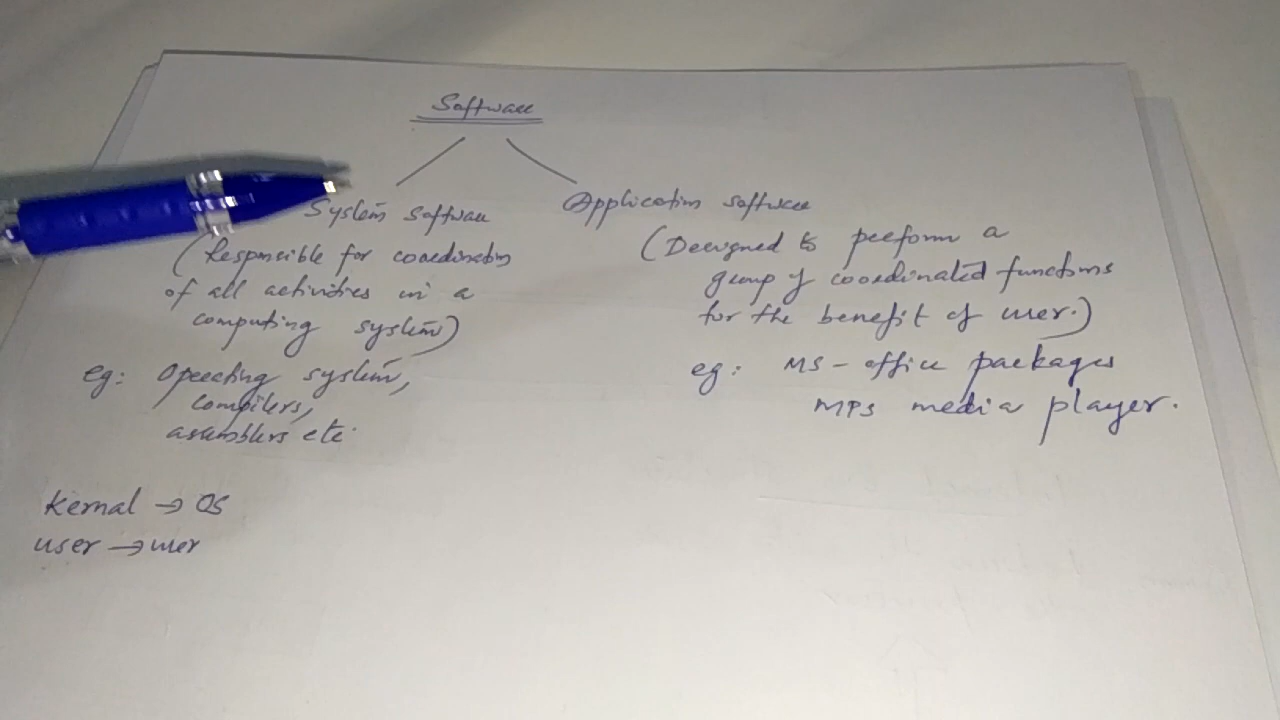 Software
System software
Application software
(Responsible for coordination
of all activities in a
computing system)
eg: Operating system,
compilers,
assemblers etc.
(Designed to perform a
group of coordinated functions
for the benefit of user.)
eg: MS-office packages
MP3 media player.
Kernal → OS
user → user